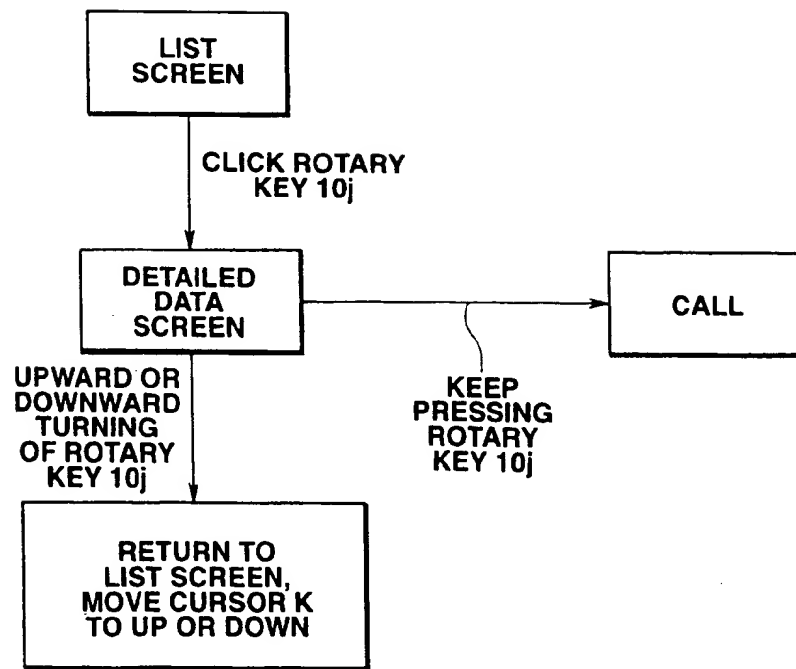 LIST
SCREEN
CLICK ROTARY
KEY 10j
DETAILED
DATA
SCREEN
CALL
UPWARD OR
DOWNWARD
TURNING
OF ROTARY
KEY 10j
KEEP
PRESSING
ROTARY
KEY 10j
RETURN TO
LIST SCREEN,
MOVE CURSOR K
TO UP OR DOWN